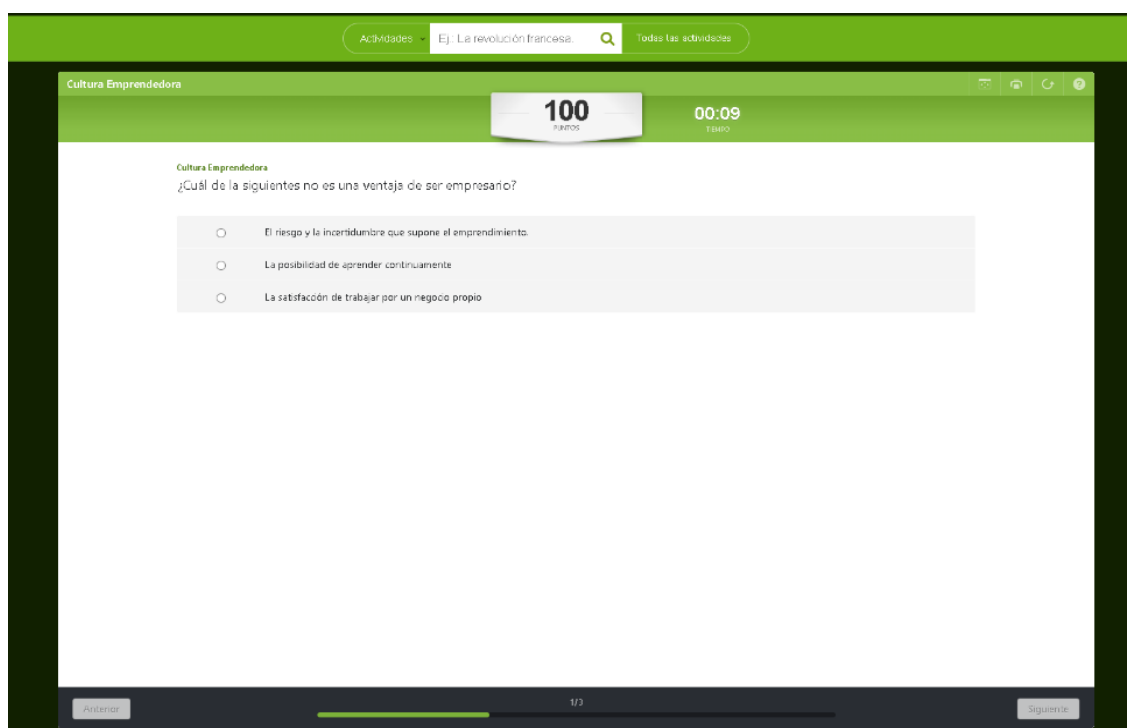 Actividades
Ej.: La revolución francesa.
Todas las actividades
Cultura Emprendedora
100
PUNTOS
00:09
TIEMPO
Cultura Emprendedora
¿Cuál de la siguientes no es una ventaja de ser empresario?
El riesgo y la incertidumbre que supone el emprendimiento.
La posibilidad de aprender continuamente
La satisfacción de trabajar por un negocio propio
Anterior
1/3
Siguiente